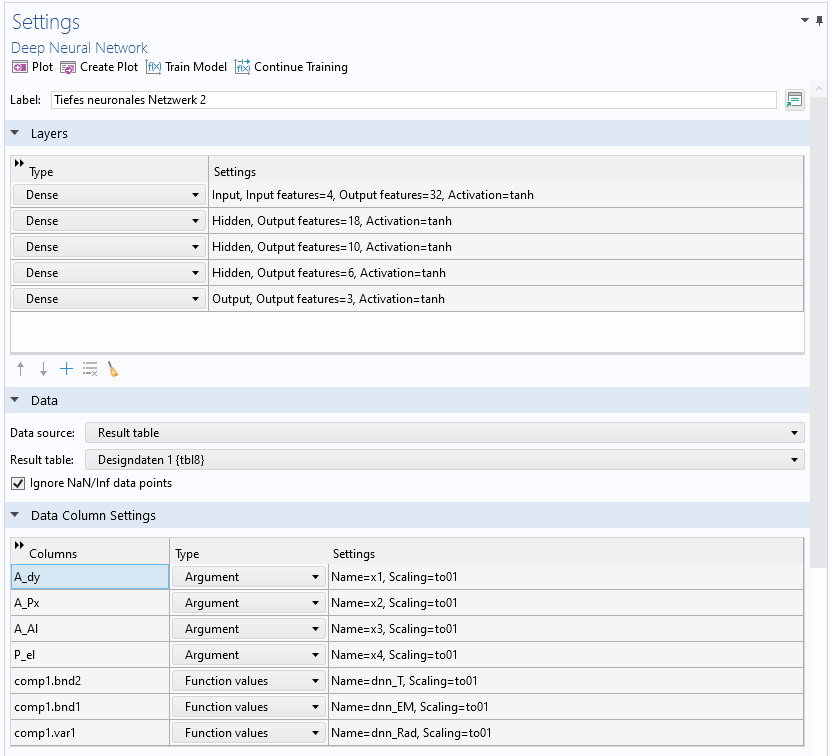 Settings
Deep Neural Network
Plot Create Plot Train Model Continue Training
Label: Tiefes neuronales Netzwerk 2
Layers
Type Settings
Dense Input, Input features=4, Output features=32, Activation=tanh
Dense Hidden, Output features=18, Activation=tanh
Dense Hidden, Output features=10, Activation=tanh
Dense Hidden, Output features=6, Activation=tanh
Dense Output, Output features=3, Activation=tanh
Data
Data source: Result table
Result table: Designdaten 1 {tbl8}
Ignore NaN/Inf data points
Data Column Settings
Columns Type Settings
A_dy Argument Name=x1, Scaling=to01
A_Px Argument Name=x2, Scaling=to01
A_Al Argument Name=x3, Scaling=to01
P_el Argument Name=x4, Scaling=to01
comp1.bnd2 Function values Name=dnn_T, Scaling=to01
comp1.bnd1 Function values Name=dnn_EM, Scaling=to01
comp1.var1 Function values Name=dnn_Rad, Scaling=to01